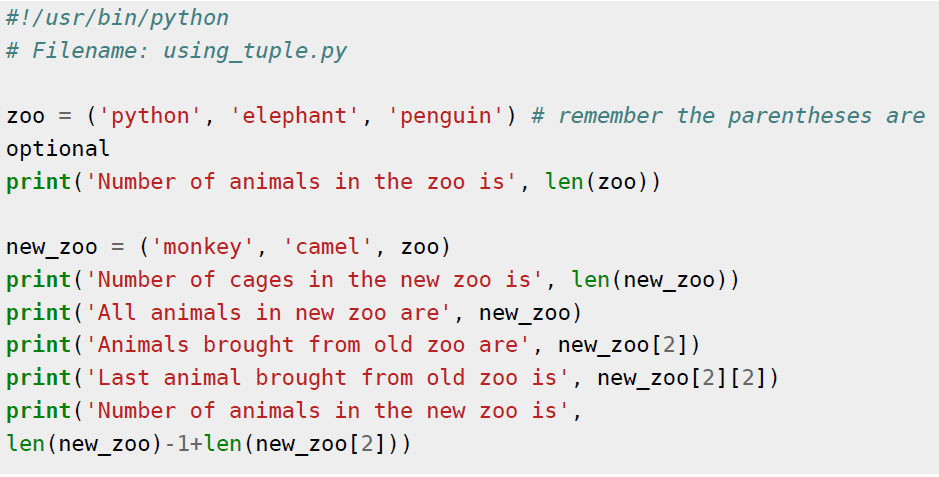 #!/usr/bin/python
# Filename: using_tuple.py
zoo = ('python', 'elephant', 'penguin') # remember the parentheses are
optional
print('Number of animals in the zoo is', len(zoo))
new_zoo = ('monkey', 'camel', zoo)
print('Number of cages in the new zoo is', len(new_zoo))
print('All animals in new zoo are', new_zoo)
print('Animals brought from old zoo are', new_zoo[2])
print('Last animal brought from old zoo is', new_zoo[2][2])
print('Number of animals in the new zoo is',
len(new_zoo)-1+len(new_zoo[2]))